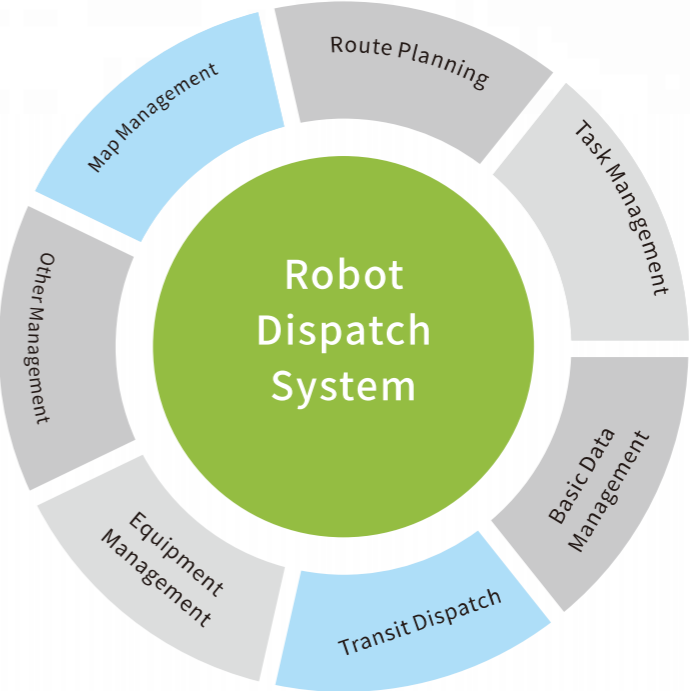 Robot
Dispatch
System
Route Planning
Task Management
Basic Data
Management
Transit Dispatch
Equipment
Management
Other Management
Map Management